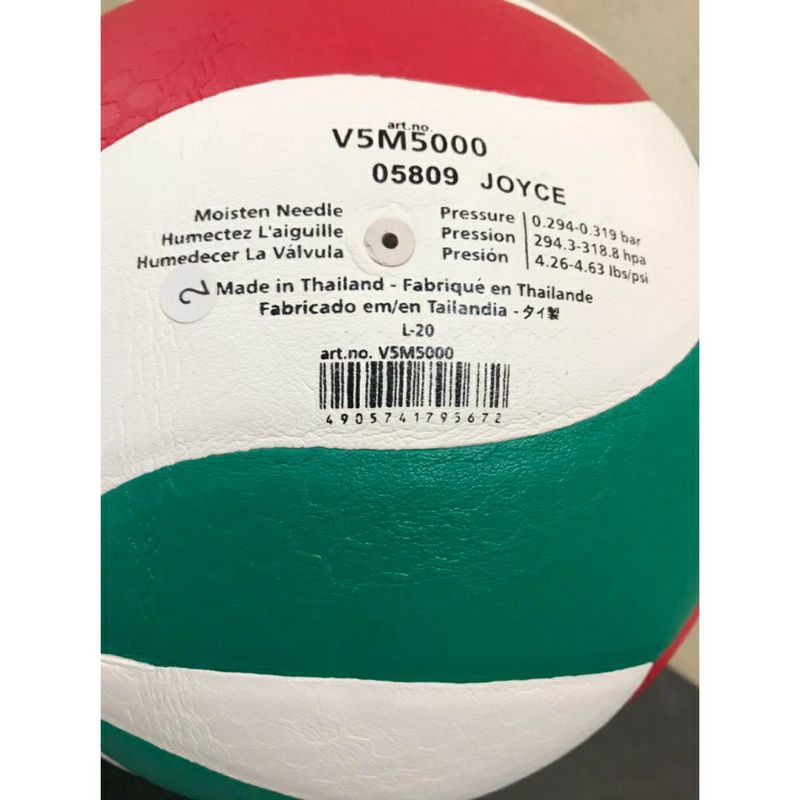 art.no.
V5M5000
05809 JOYCE
Moisten Needle
Humectez L'aiguille
Humedecer La Válvula
Pressure
Pression
Presión
0.294-0.319 bar
294.3-318.8 hpa
4.26-4.63 lbs/psi
2
Made in Thailand - Fabriqué en Thaïlande
Fabricado em/en Tailandia - タイ製
L-20
art.no. V5M5000
4905741795672